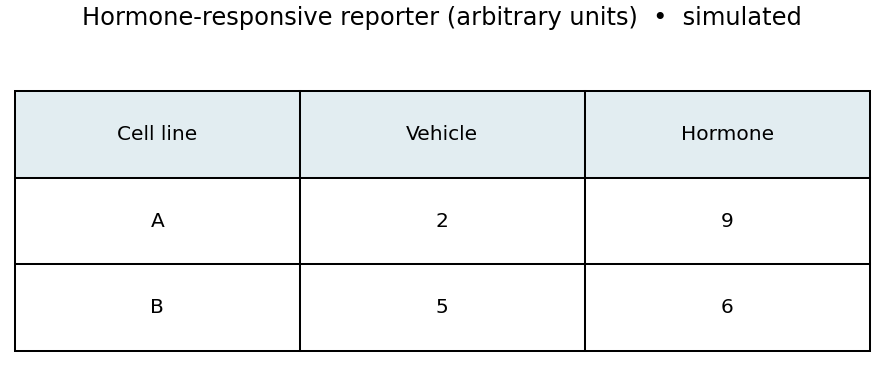 Hormone-responsive reporter (arbitrary units) • simulated
Cell line Vehicle Hormone
A 2 9
B 5 6